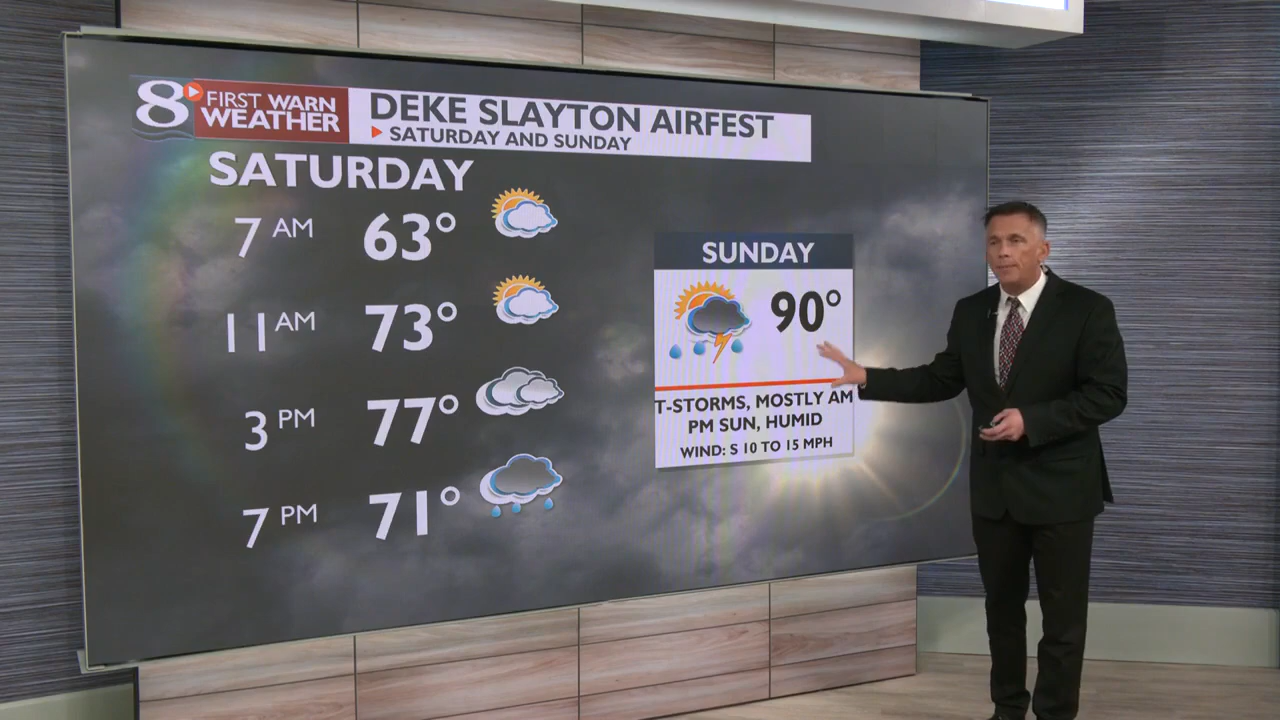 8 FIRST WARN
WEATHER
DEKE SLAYTON AIRFEST
SATURDAY AND SUNDAY
SATURDAY
7 AM 63°
11 AM 73°
3 PM 77°
7 PM 71°
SUNDAY
90°
T-STORMS, MOSTLY AM
PM SUN, HUMID
WIND: S 10 TO 15 MPH